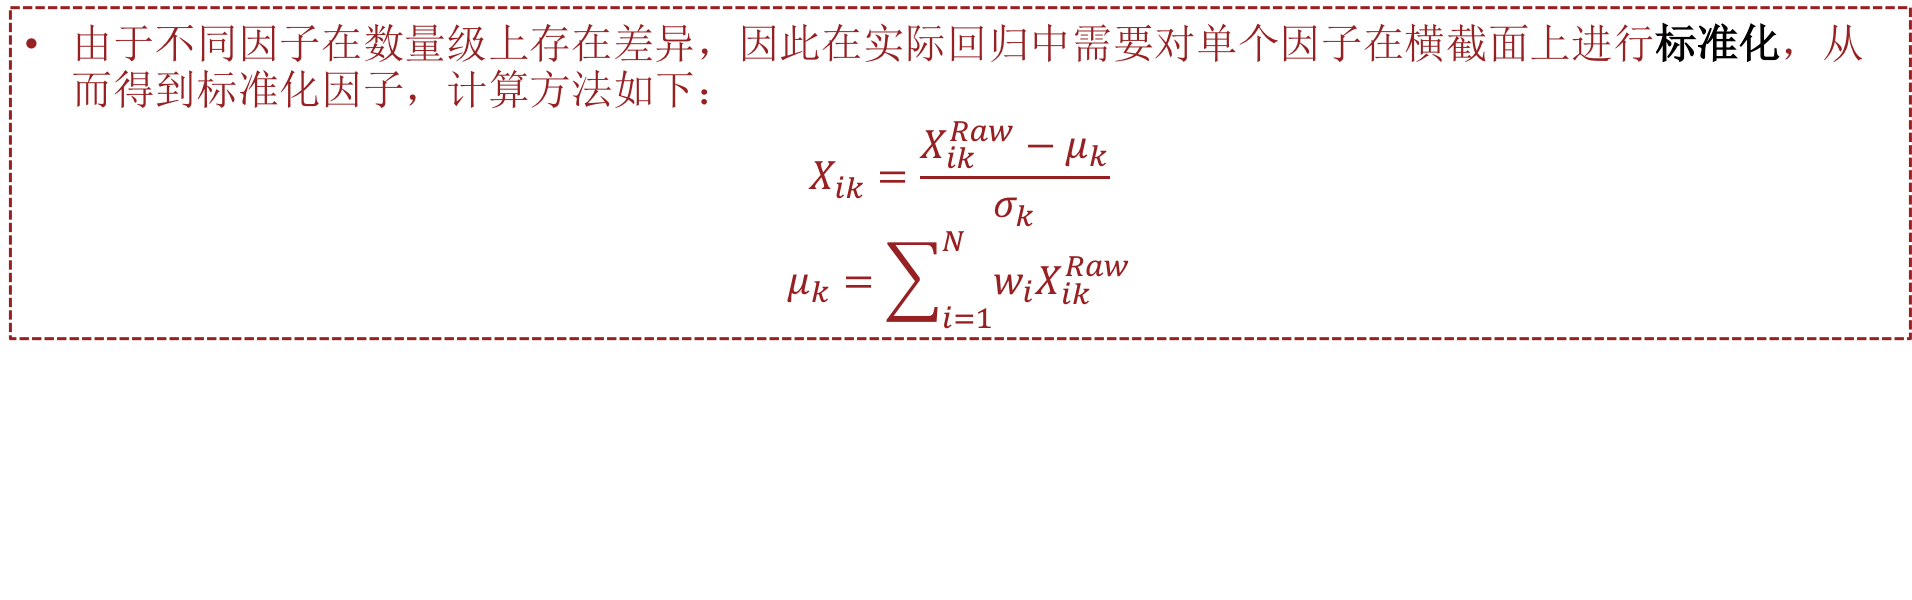 • 由于不同因子在数量级上存在差异，因此在实际回归中需要对单个因子在横截面上进行标准化，从
而得到标准化因子，计算方法如下：
X_{ik} = \frac{X_{ik}^{Raw} - μ_k}{σ_k}
μ_k = \sum_{i=1}^{N} w_i X_{ik}^{Raw}